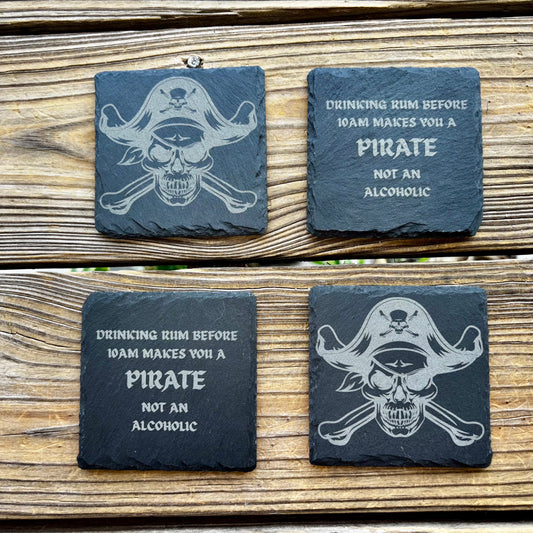 DRINKING RUM BEFORE
10AM MAKES YOU A
PIRATE
NOT AN
ALCOHOLIC
DRINKING RUM BEFORE
10AM MAKES YOU A
PIRATE
NOT AN
ALCOHOLIC